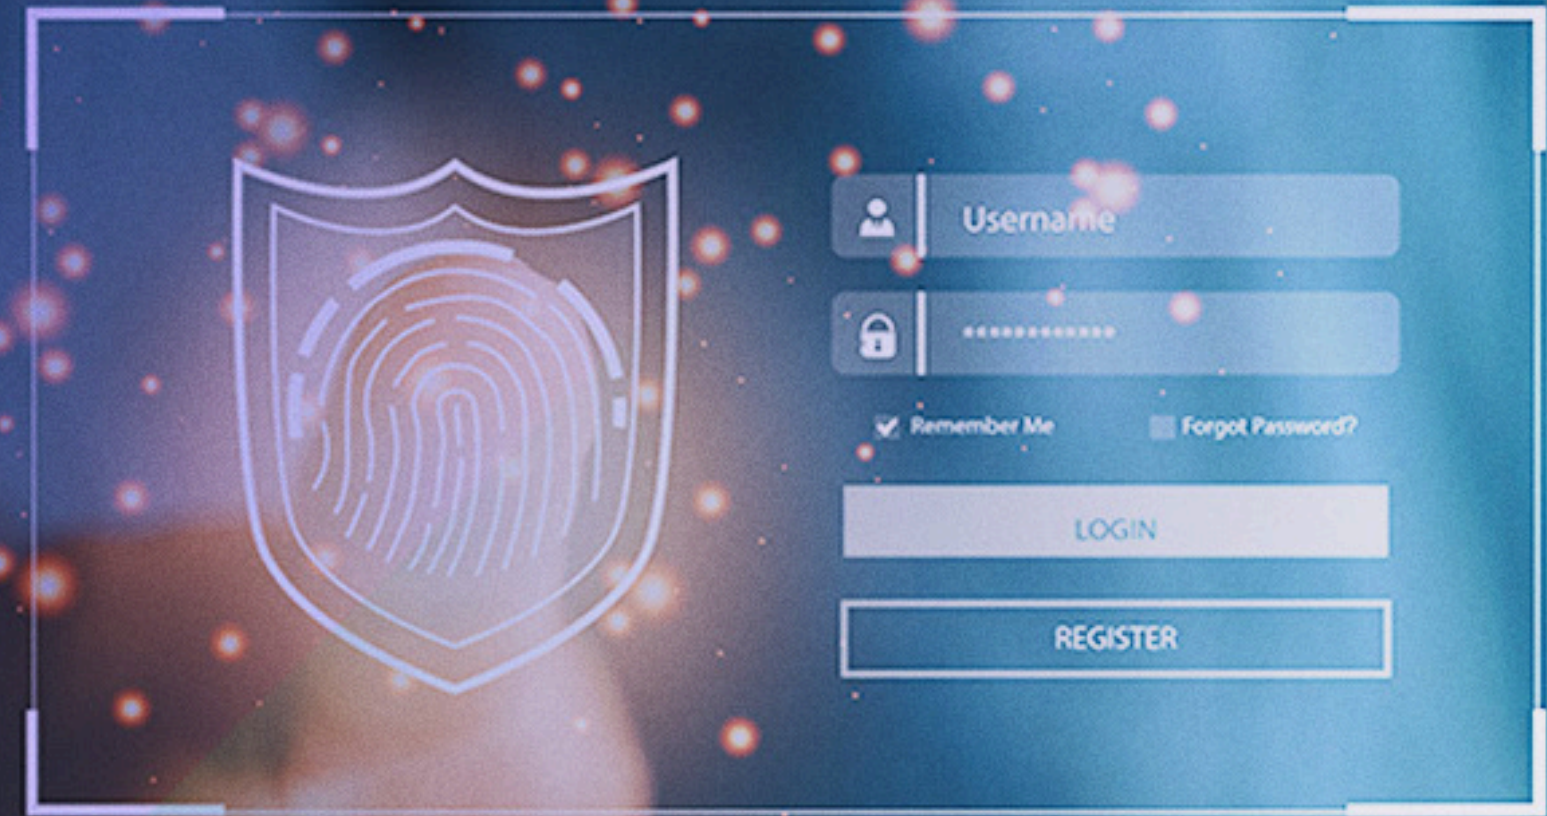 Username
••••••••••••
Remember Me
Forgot Password?
LOGIN
REGISTER